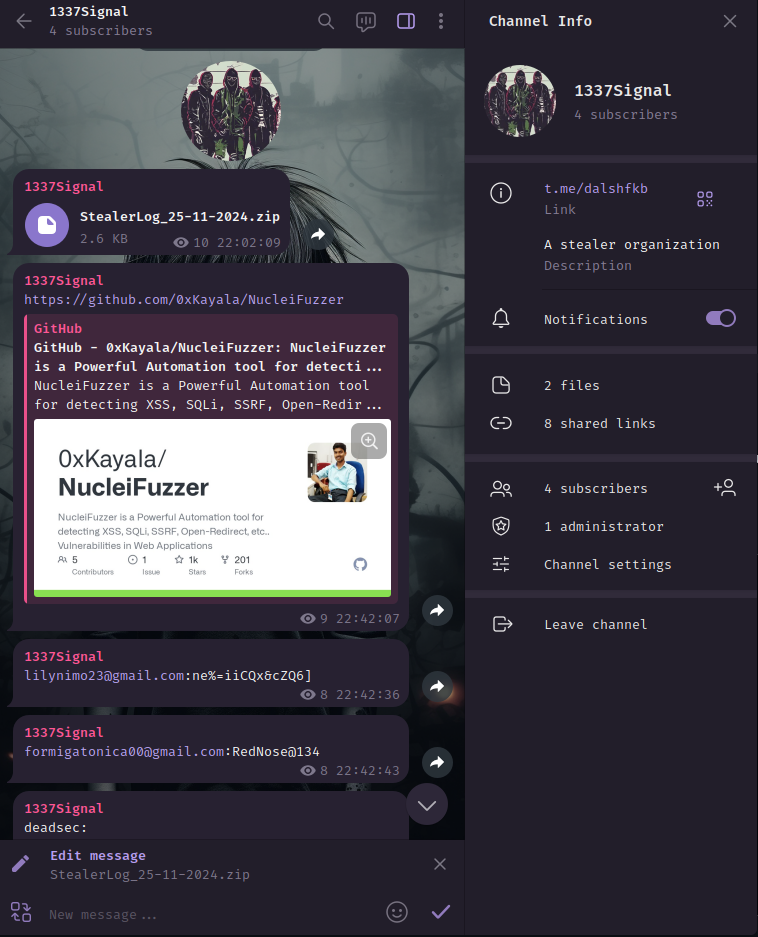 1337Signal
4 subscribers
1337Signal
StealerLog_25-11-2024.zip
2.6 KB
10 22:02:09
1337Signal
https://github.com/0xKayala/NucleiFuzzer
GitHub
GitHub - 0xKayala/NucleiFuzzer: NucleiFuzzer
is a Powerful Automation tool for detecti...
NucleiFuzzer is a Powerful Automation tool
for detecting XSS, SQLi, SSRF, Open-Redir...
0xKayala/
NucleiFuzzer
NucleiFuzzer is a Powerful Automation tool for
detecting XSS, SQLi, SSRF, Open-Redirect, etc..
Vulnerabilities in Web Applications
5 1 1k 201
Contributors Issue Stars Forks
9 22:42:07
1337Signal
lilynimo23@gmail.com:ne%=iiCQx&cZQ6]
8 22:42:36
1337Signal
formigatonica00@gmail.com:RedNose@134
8 22:42:43
1337Signal
deadsec:
Edit message
StealerLog_25-11-2024.zip
New message...
Channel Info
1337Signal
4 subscribers
t.me/dalshfkb
Link
A stealer organization
Description
Notifications
2 files
8 shared links
4 subscribers
1 administrator
Channel settings
Leave channel